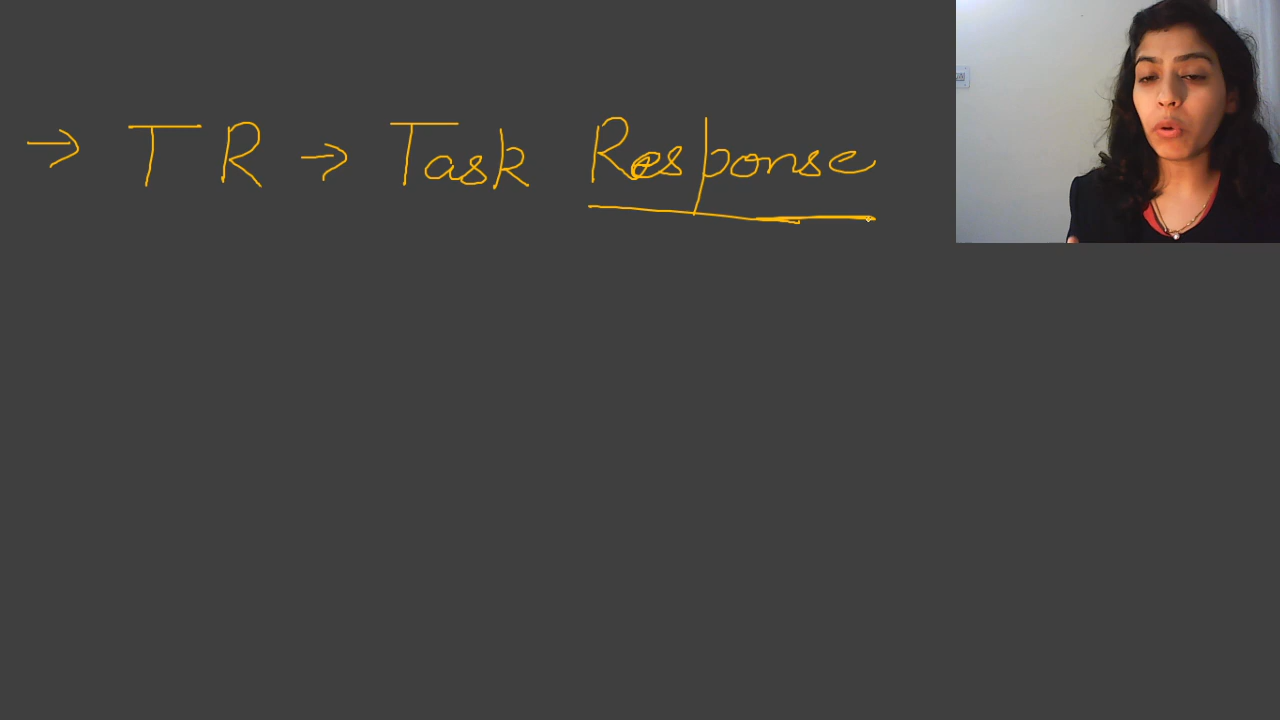 → TR → Task Response